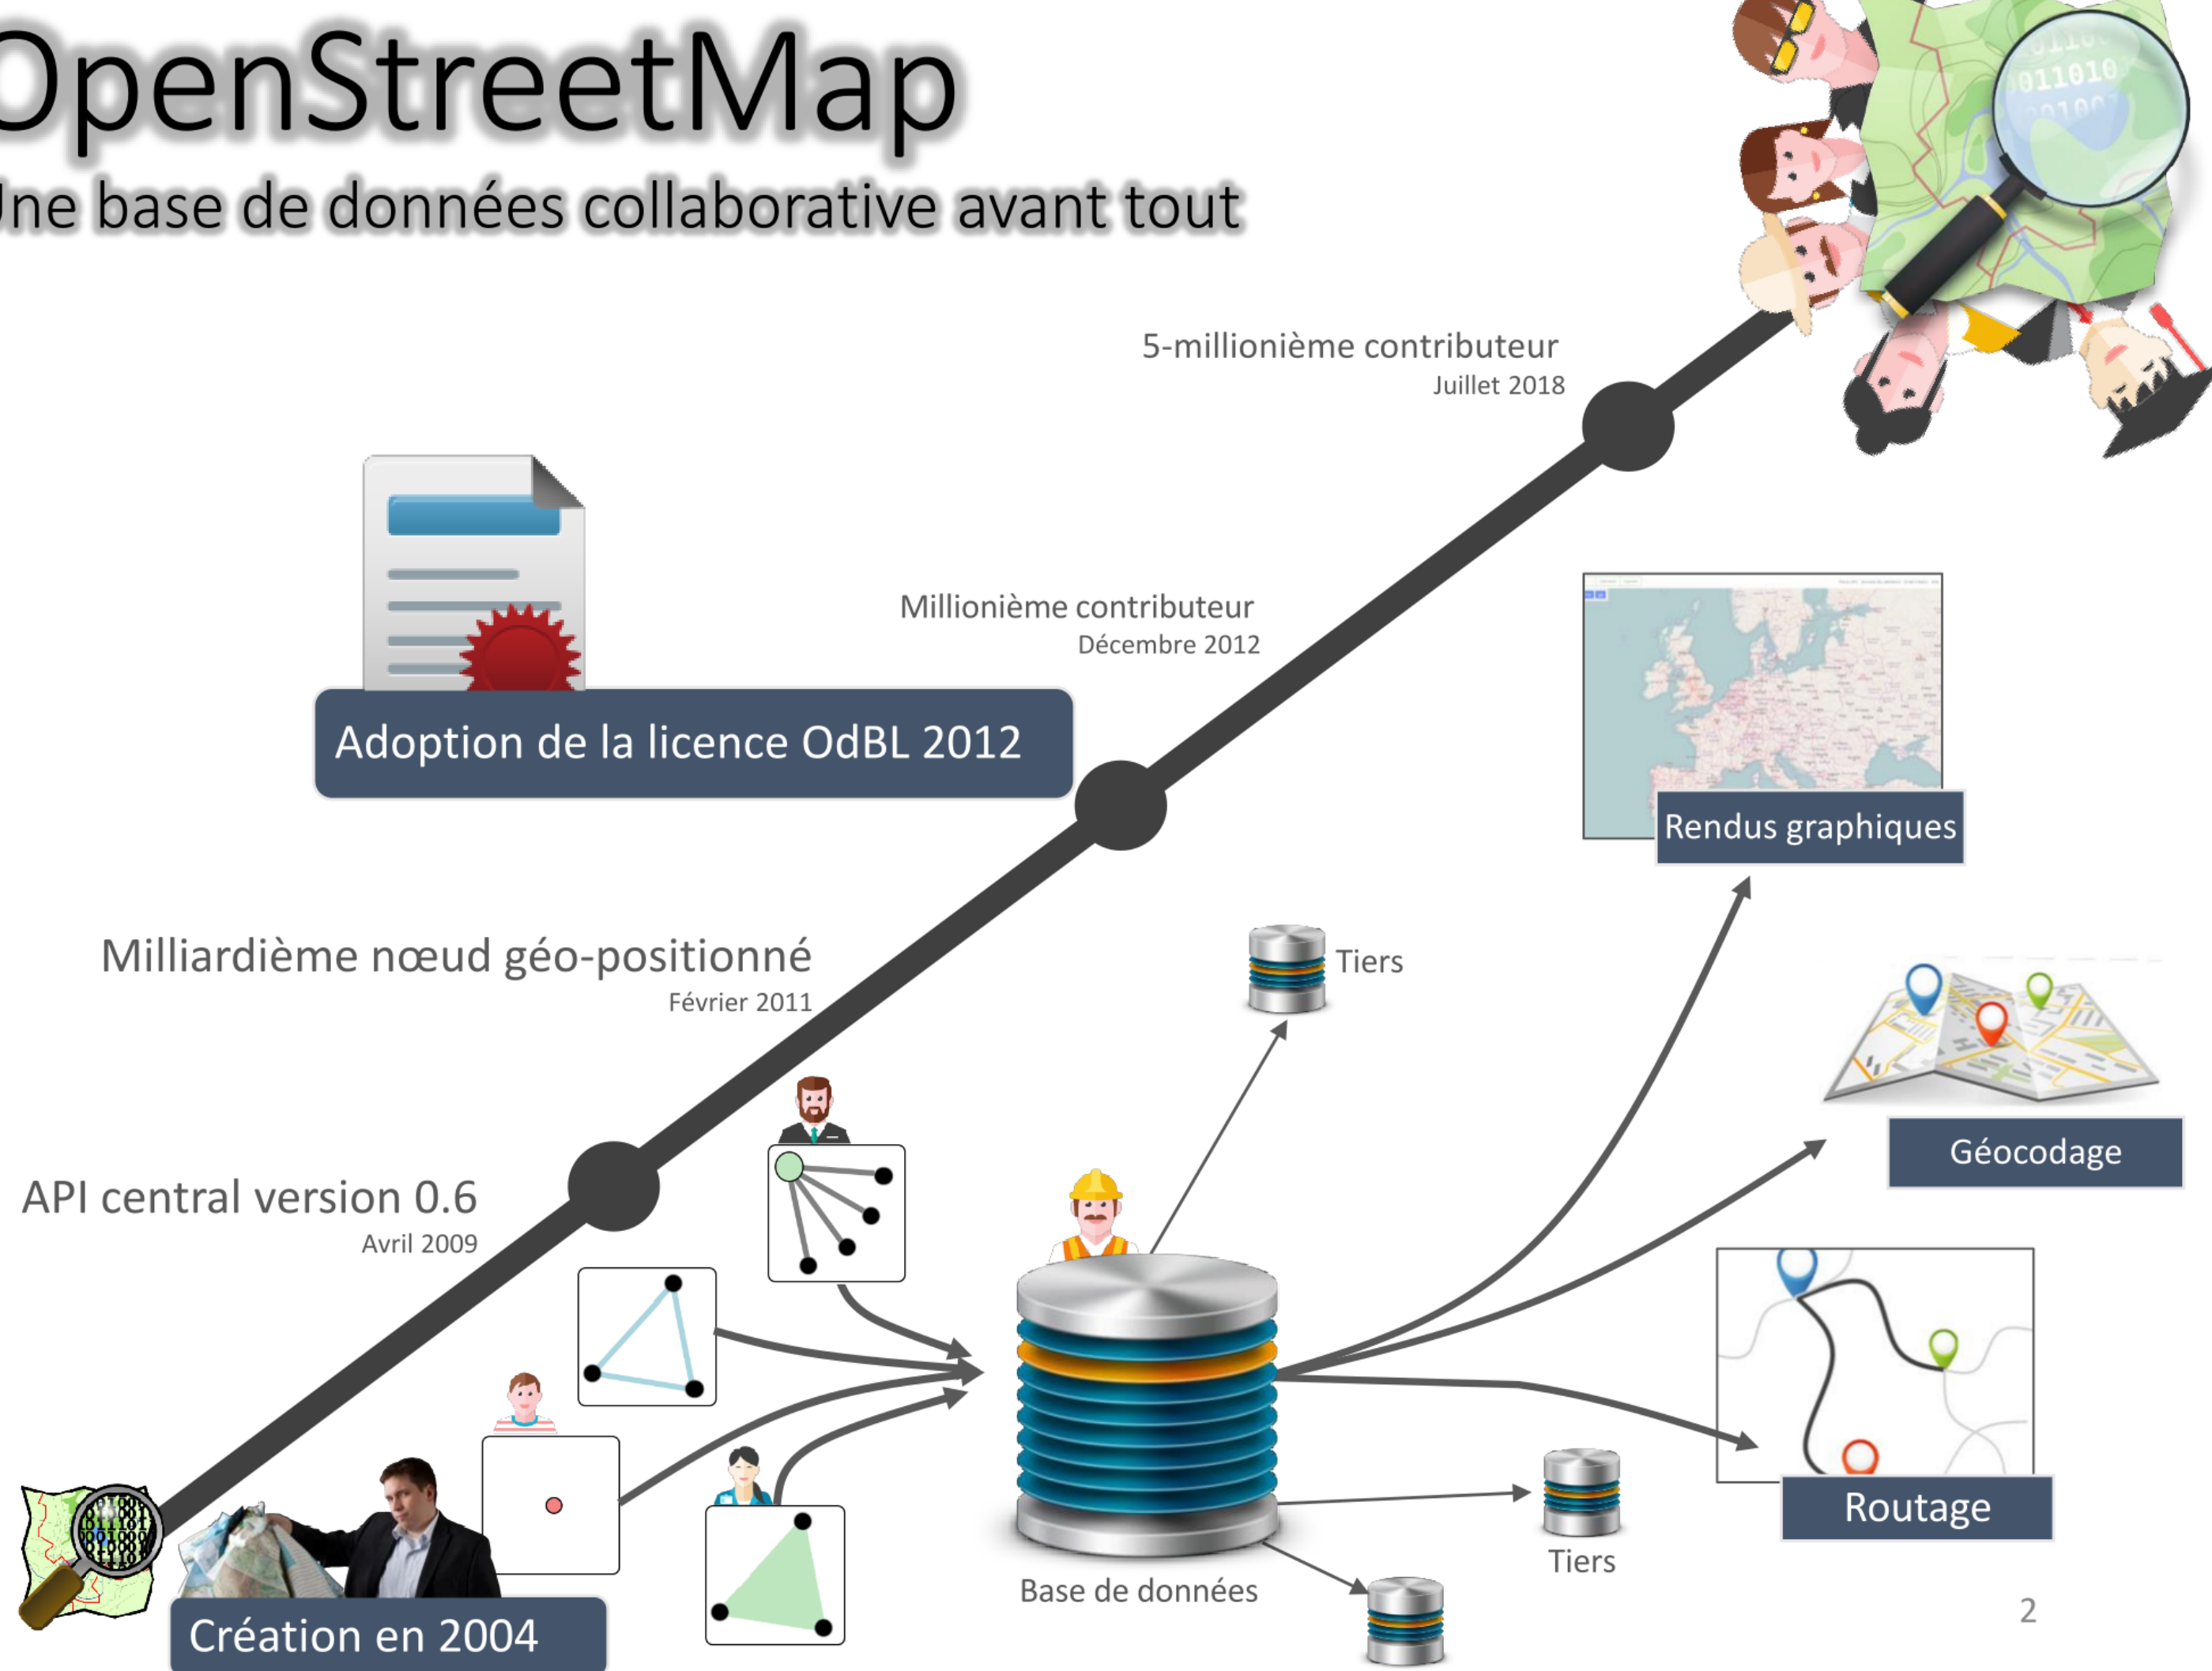 OpenStreetMap
Une base de données collaborative avant tout
5-millionième contributeur
Juillet 2018
Millionième contributeur
Décembre 2012
Adoption de la licence OdBL 2012
Rendus graphiques
Milliardième nœud géo-positionné
Février 2011
Tiers
Géocodage
API central version 0.6
Avril 2009
Routage
Tiers
Base de données
Création en 2004
2